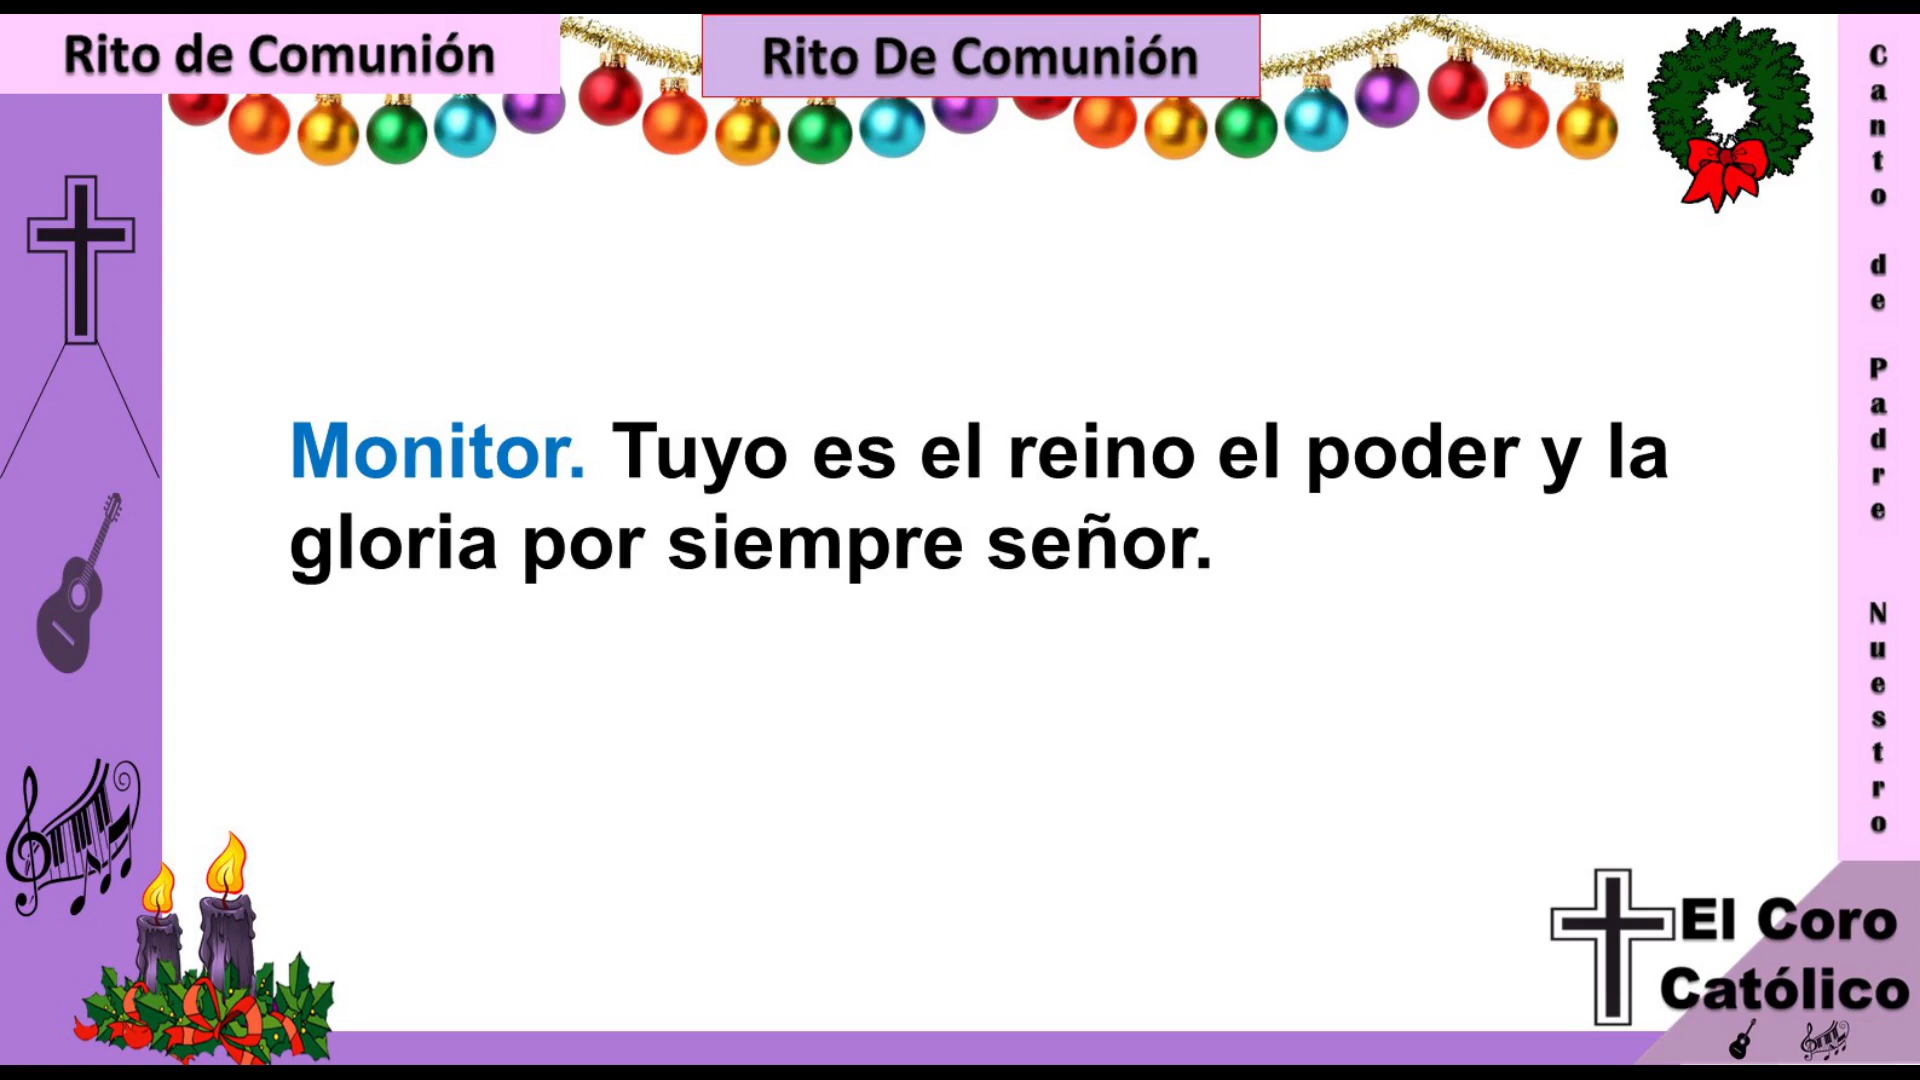 Rito de Comunión
Rito De Comunión
Monitor. Tuyo es el reino el poder y la
gloria por siempre señor.
Canto de Padre Nuestro
El Coro
Católico